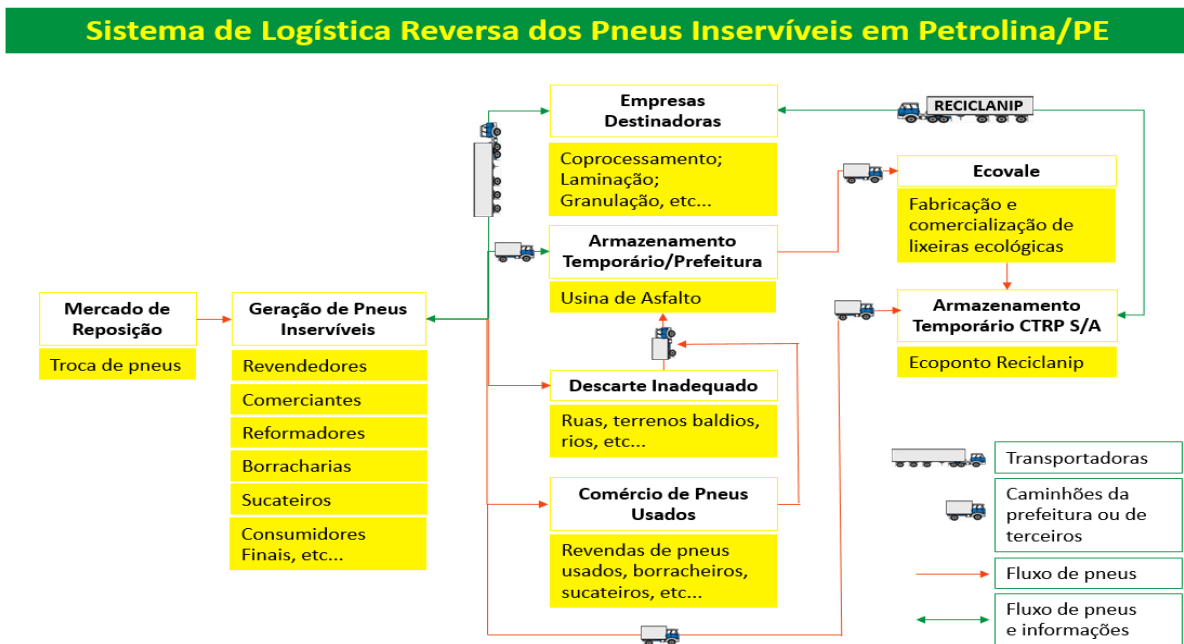 Sistema de Logística Reversa dos Pneus Inservíveis em Petrolina/PE
Empresas
Destinadoras
Coprocessamento;
Laminação;
Granulação, etc...
RECICLANIP
Ecovale
Fabricação e
comercialização de
lixeiras ecológicas
Armazenamento
Temporário/Prefeitura
Usina de Asfalto
Mercado de
Reposição
Troca de pneus
Geração de Pneus
Inservíveis
Revendedores
Comerciantes
Reformadores
Borracharias
Sucateiros
Consumidores
Finais, etc...
Armazenamento
Temporário CTRP S/A
Ecoponto Reciclanip
Descarte Inadequado
Ruas, terrenos baldios,
rios, etc...
Comércio de Pneus
Usados
Revendas de pneus
usados, borracheiros,
sucateiros, etc...
Transportadoras
Caminhões da
prefeitura ou de
terceiros
Fluxo de pneus
Fluxo de pneus
e informações